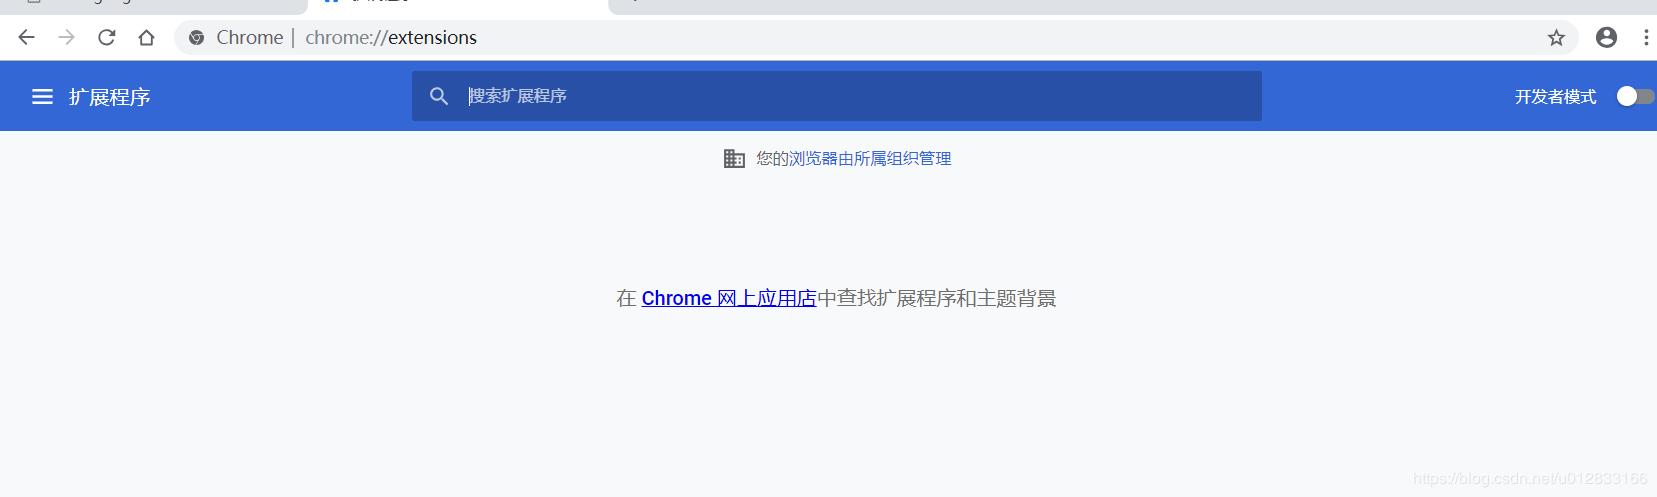 Chrome | chrome://extensions
扩展程序
搜索扩展程序
开发者模式
您的浏览器由所属组织管理
在 Chrome 网上应用店中查找扩展程序和主题背景
https://blog.csdn.net/u012833166